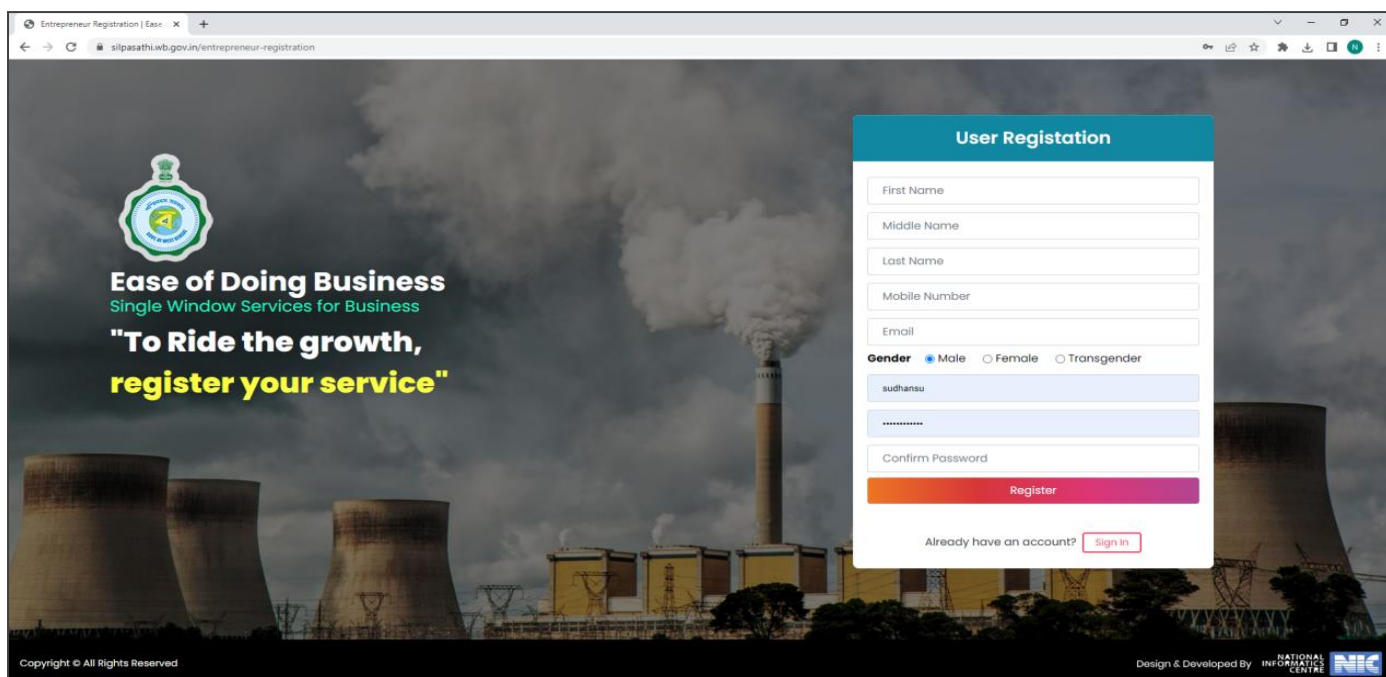 Entrepreneur Registration | Ease
silpasathi.wb.gov.in/entrepreneur-registration
N
Ease of Doing Business
Single Window Services for Business
"To Ride the growth,
register your service"
User Registation
First Name
Middle Name
Last Name
Mobile Number
Email
Gender Male Female Transgender
sudhansu
••••••••••••
Confirm Password
Register
Already have an account? Sign In
Copyright © All Rights Reserved
Design & Developed By NATIONAL INFORMATICS CENTRE NIC